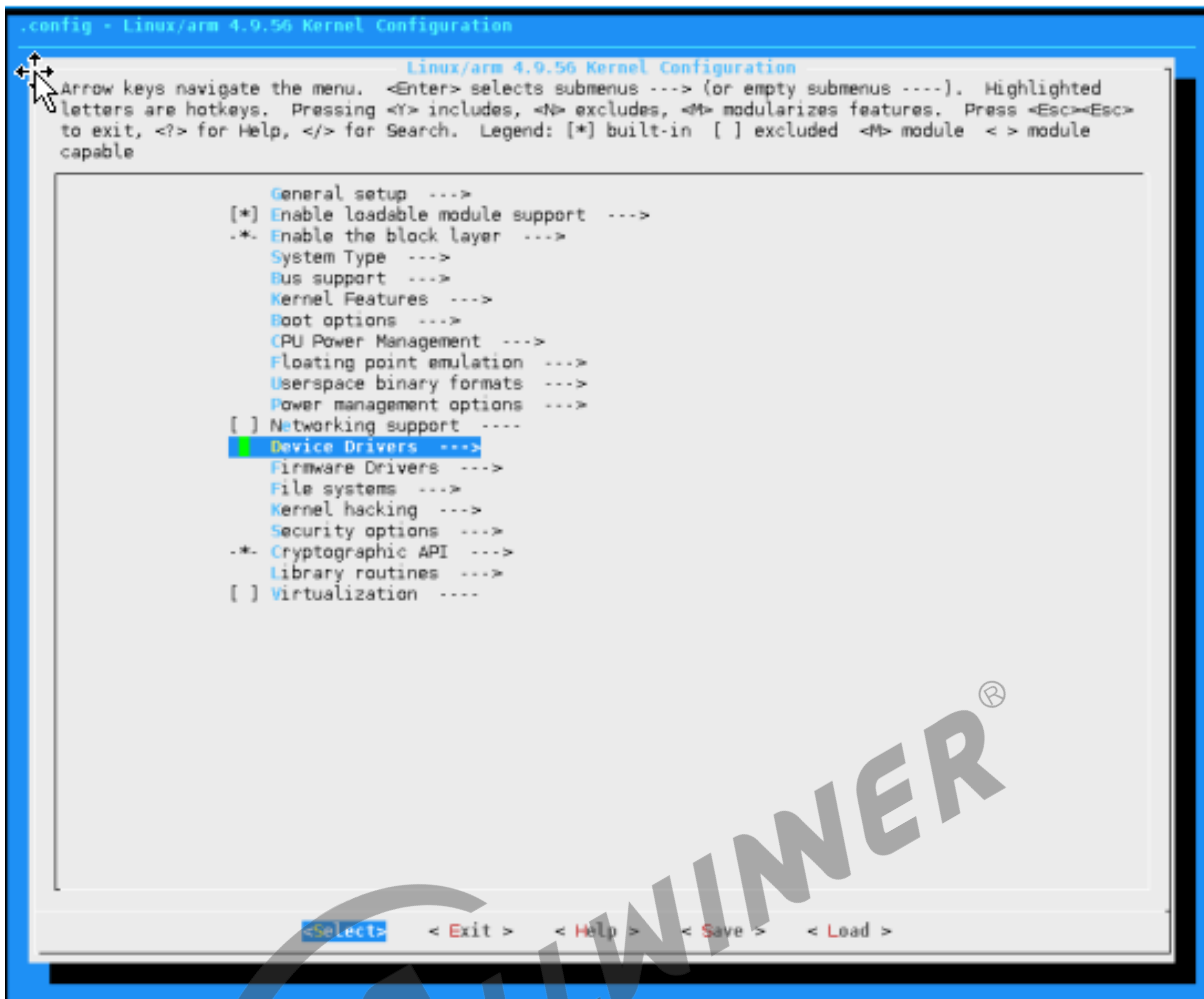 .config - Linux/arm 4.9.56 Kernel Configuration
Linux/arm 4.9.56 Kernel Configuration
Arrow keys navigate the menu.  <Enter> selects submenus ---> (or empty submenus ----).  Highlighted
letters are hotkeys.  Pressing <Y> includes, <N> excludes, <M> modularizes features.  Press <Esc><Esc>
to exit, <?> for Help, </> for Search.  Legend: [*] built-in  [ ] excluded  <M> module  < > module
capable
General setup  --->
[*] Enable loadable module support  --->
-*- Enable the block layer  --->
System Type  --->
Bus support  --->
Kernel Features  --->
Boot options  --->
CPU Power Management  --->
Floating point emulation  --->
Userspace binary formats  --->
Power management options  --->
[ ] Networking support  ----
Device Drivers  --->
Firmware Drivers  --->
File systems  --->
Kernel hacking  --->
Security options  --->
-*- Cryptographic API  --->
Library routines  --->
[ ] Virtualization  ----
<Select>    < Exit >    < Help >    < Save >    < Load >
WINNER®